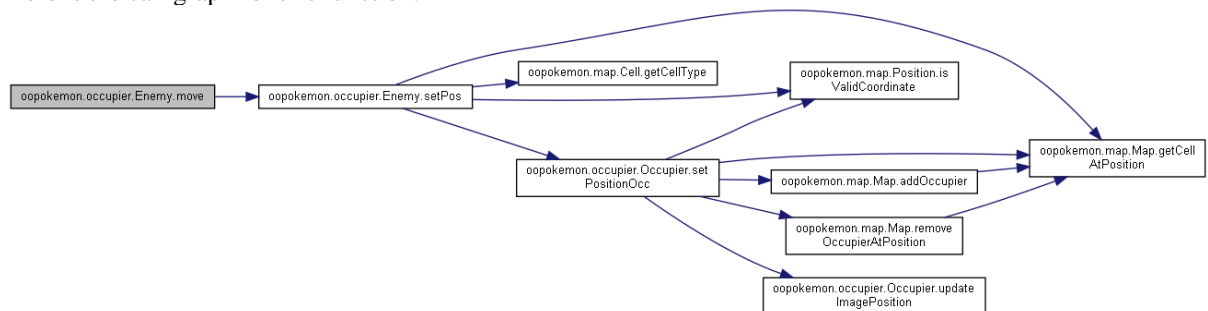 oopokemon.occupier.Enemy.move
oopokemon.occupier.Enemy.setPos
oopokemon.map.Cell.getCellType
oopokemon.map.Position.is
ValidCoordinate
oopokemon.occupier.Occupier.set
PositionOcc
oopokemon.map.Map.addOccupier
oopokemon.map.Map.remove
OccupierAtPosition
oopokemon.occupier.Occupier.update
ImagePosition
oopokemon.map.Map.getCell
AtPosition